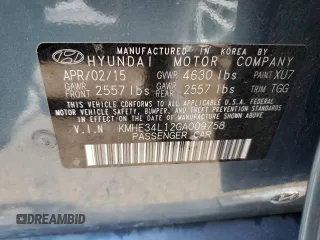 MANUFACTURED IN KOREA BY
HYUNDAI MOTOR COMPANY
APR/02/15 GVWR 4630 lbs PAINT XU7
GAWR FRONT 2557 lbs GAWR REAR 2557 lbs TRIM TGG
THIS VEHICLE CONFORMS TO ALL APPLICABLE U.S. FEDERAL
MOTOR VEHICLE SAFETY, BUMPER, AND THEFT PREVENTION
STANDARDS IN EFFECT ON THE DATE OF MANUFACTURE SHOWN
ABOVE.
V.I.N KMHE34L12GA009758
PASSENGER CAR
DREAMBID